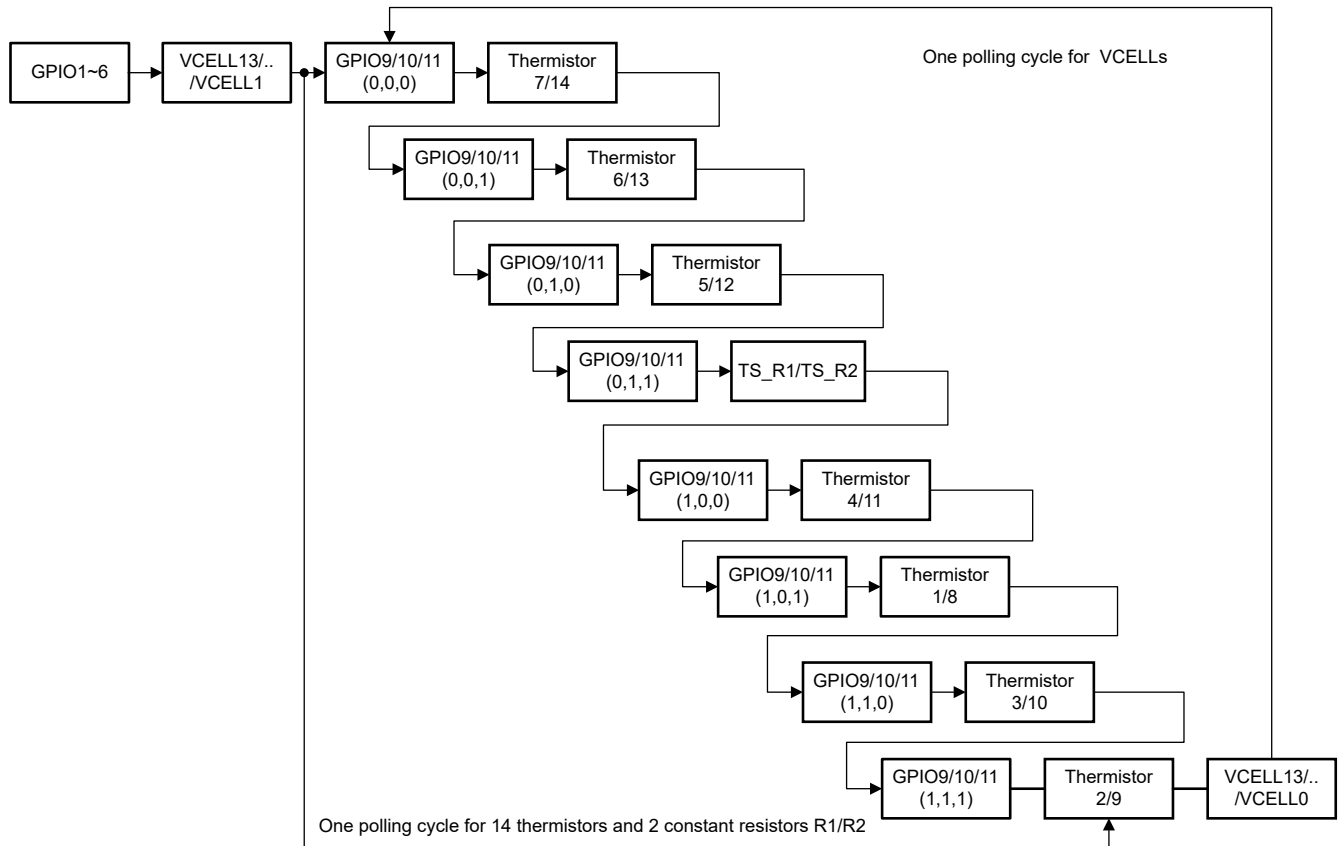 GPIO1~6
VCELL13/..
/VCELL1
GPIO9/10/11
(0,0,0)
Thermistor
7/14
One polling cycle for VCELLs
GPIO9/10/11
(0,0,1)
Thermistor
6/13
GPIO9/10/11
(0,1,0)
Thermistor
5/12
GPIO9/10/11
(0,1,1)
TS_R1/TS_R2
GPIO9/10/11
(1,0,0)
Thermistor
4/11
GPIO9/10/11
(1,0,1)
Thermistor
1/8
GPIO9/10/11
(1,1,0)
Thermistor
3/10
GPIO9/10/11
(1,1,1)
Thermistor
2/9
VCELL13/..
/VCELL0
One polling cycle for 14 thermistors and 2 constant resistors R1/R2